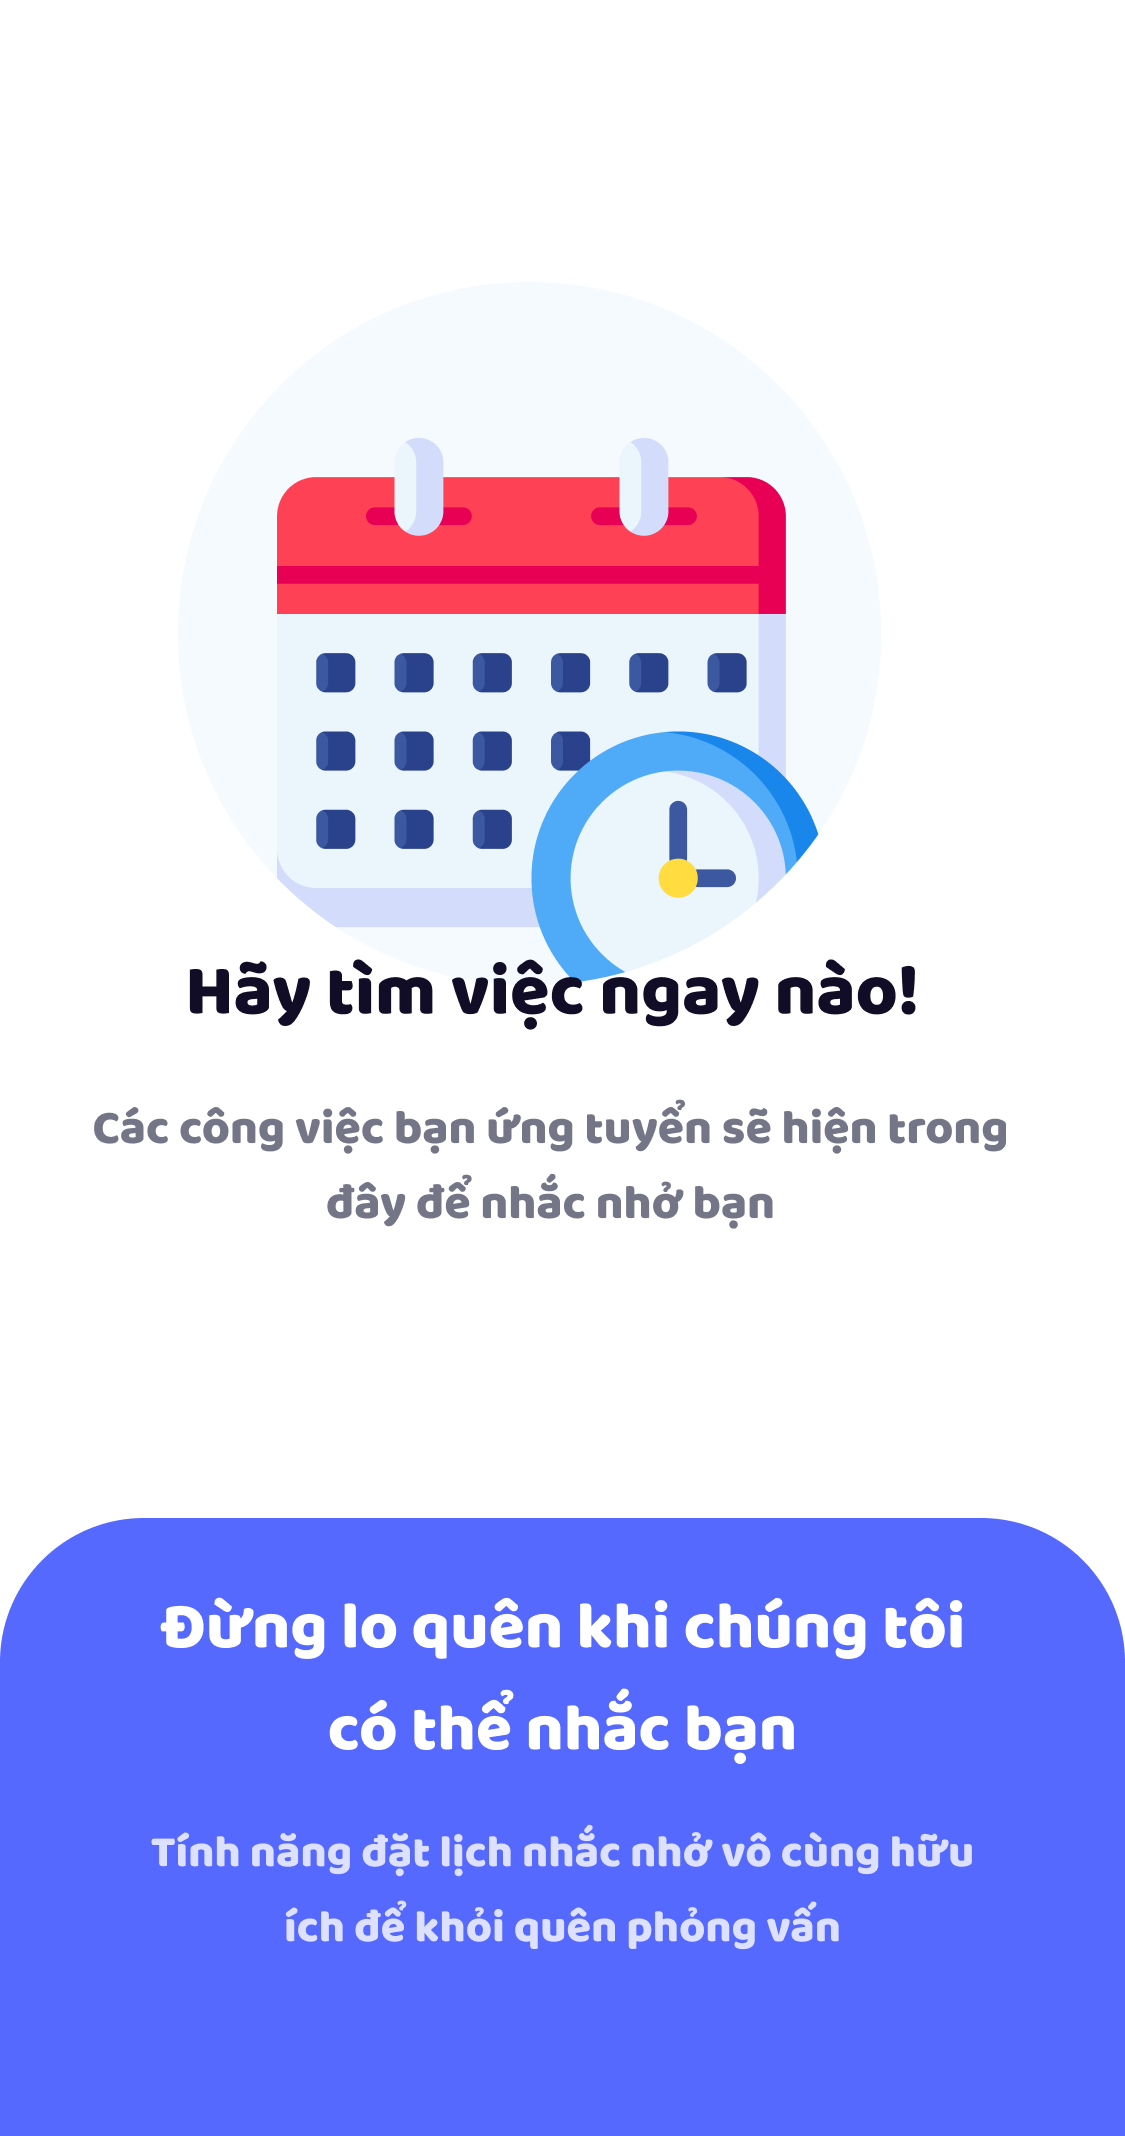 Hãy tìm việc ngay nào!
Các công việc bạn ứng tuyển sẽ hiện trong
đây để nhắc nhở bạn
Đừng lo quên khi chúng tôi
có thể nhắc bạn
Tính năng đặt lịch nhắc nhở vô cùng hữu
ích để khỏi quên phỏng vấn